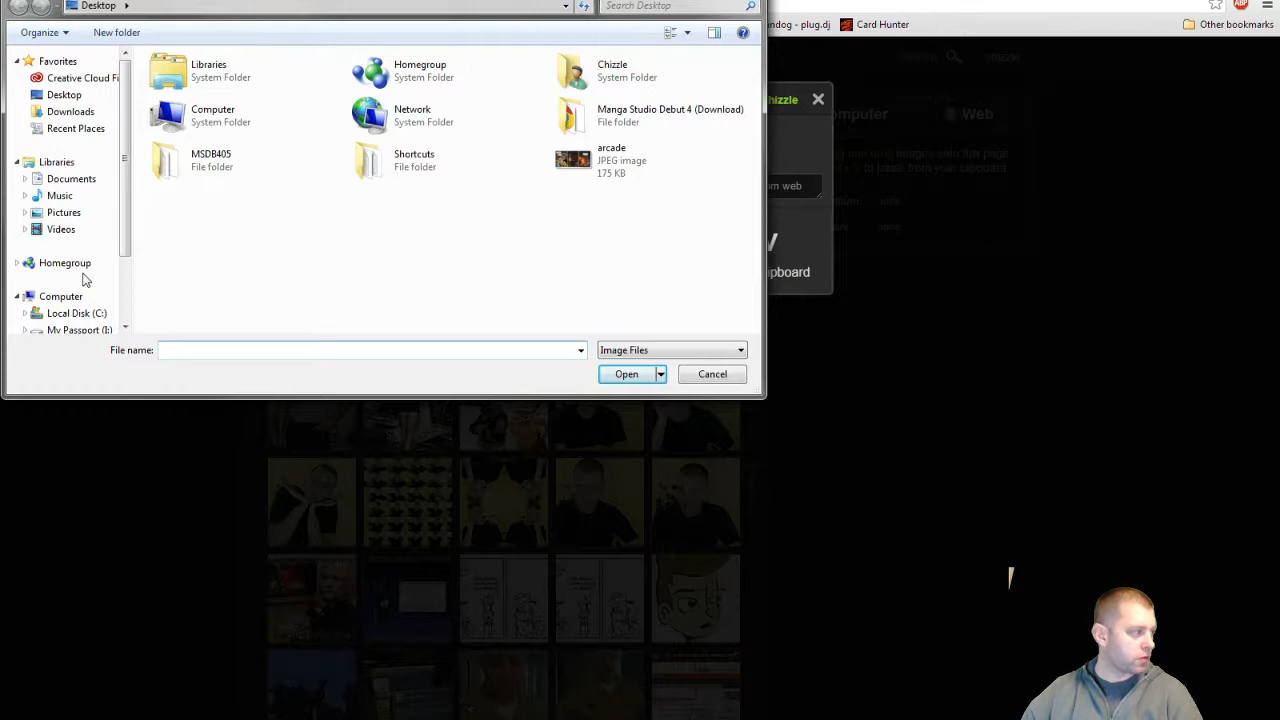 Desktop
Search Desktop
ndog - plug.dj
Card Hunter
Other bookmarks
Organize
New folder
Favorites
Creative Cloud Fi
Desktop
Downloads
Recent Places
Libraries
Documents
Music
Pictures
Videos
Homegroup
Computer
Local Disk (C:)
My Passport (I:)
Libraries
System Folder
Homegroup
System Folder
Chizzle
System Folder
Computer
System Folder
Network
System Folder
Manga Studio Debut 4 (Download)
File folder
MSDB405
File folder
Shortcuts
File folder
arcade
JPEG image
175 KB
File name:
Image Files
Open
Cancel
hizzle
omputer
Web
om web
V
pboard
ABP